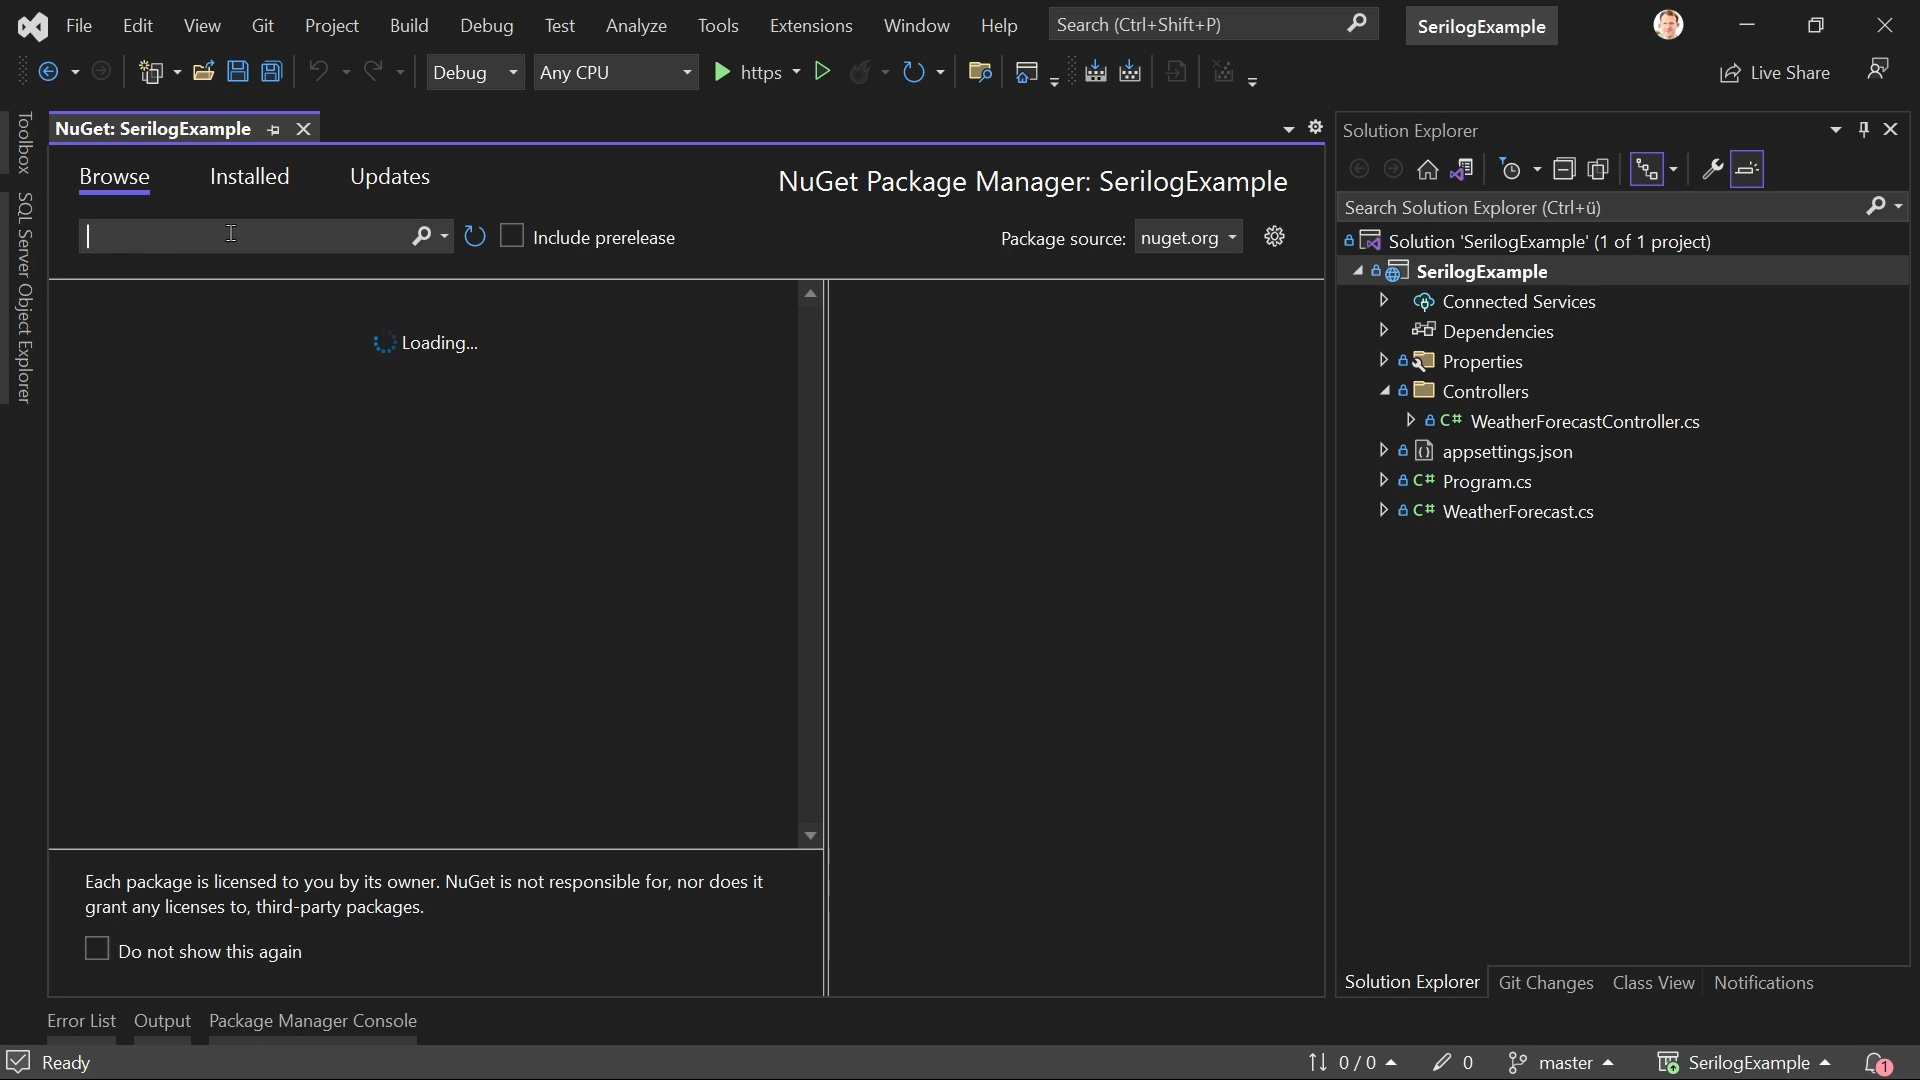 File Edit View Git Project Build Debug Test Analyze Tools Extensions Window Help Search (Ctrl+Shift+P) SerilogExample
Debug Any CPU https Live Share
Toolbox
SQL Server Object Explorer
NuGet: SerilogExample
Browse Installed Updates
NuGet Package Manager: SerilogExample
Include prerelease
Package source: nuget.org
Loading...
Each package is licensed to you by its owner. NuGet is not responsible for, nor does it
grant any licenses to, third-party packages.
Do not show this again
Solution Explorer
Search Solution Explorer (Ctrl+ü)
Solution 'SerilogExample' (1 of 1 project)
SerilogExample
Connected Services
Dependencies
Properties
Controllers
C# WeatherForecastController.cs
appsettings.json
C# Program.cs
C# WeatherForecast.cs
Solution Explorer Git Changes Class View Notifications
Error List Output Package Manager Console
Ready 0 / 0 0 master SerilogExample 1